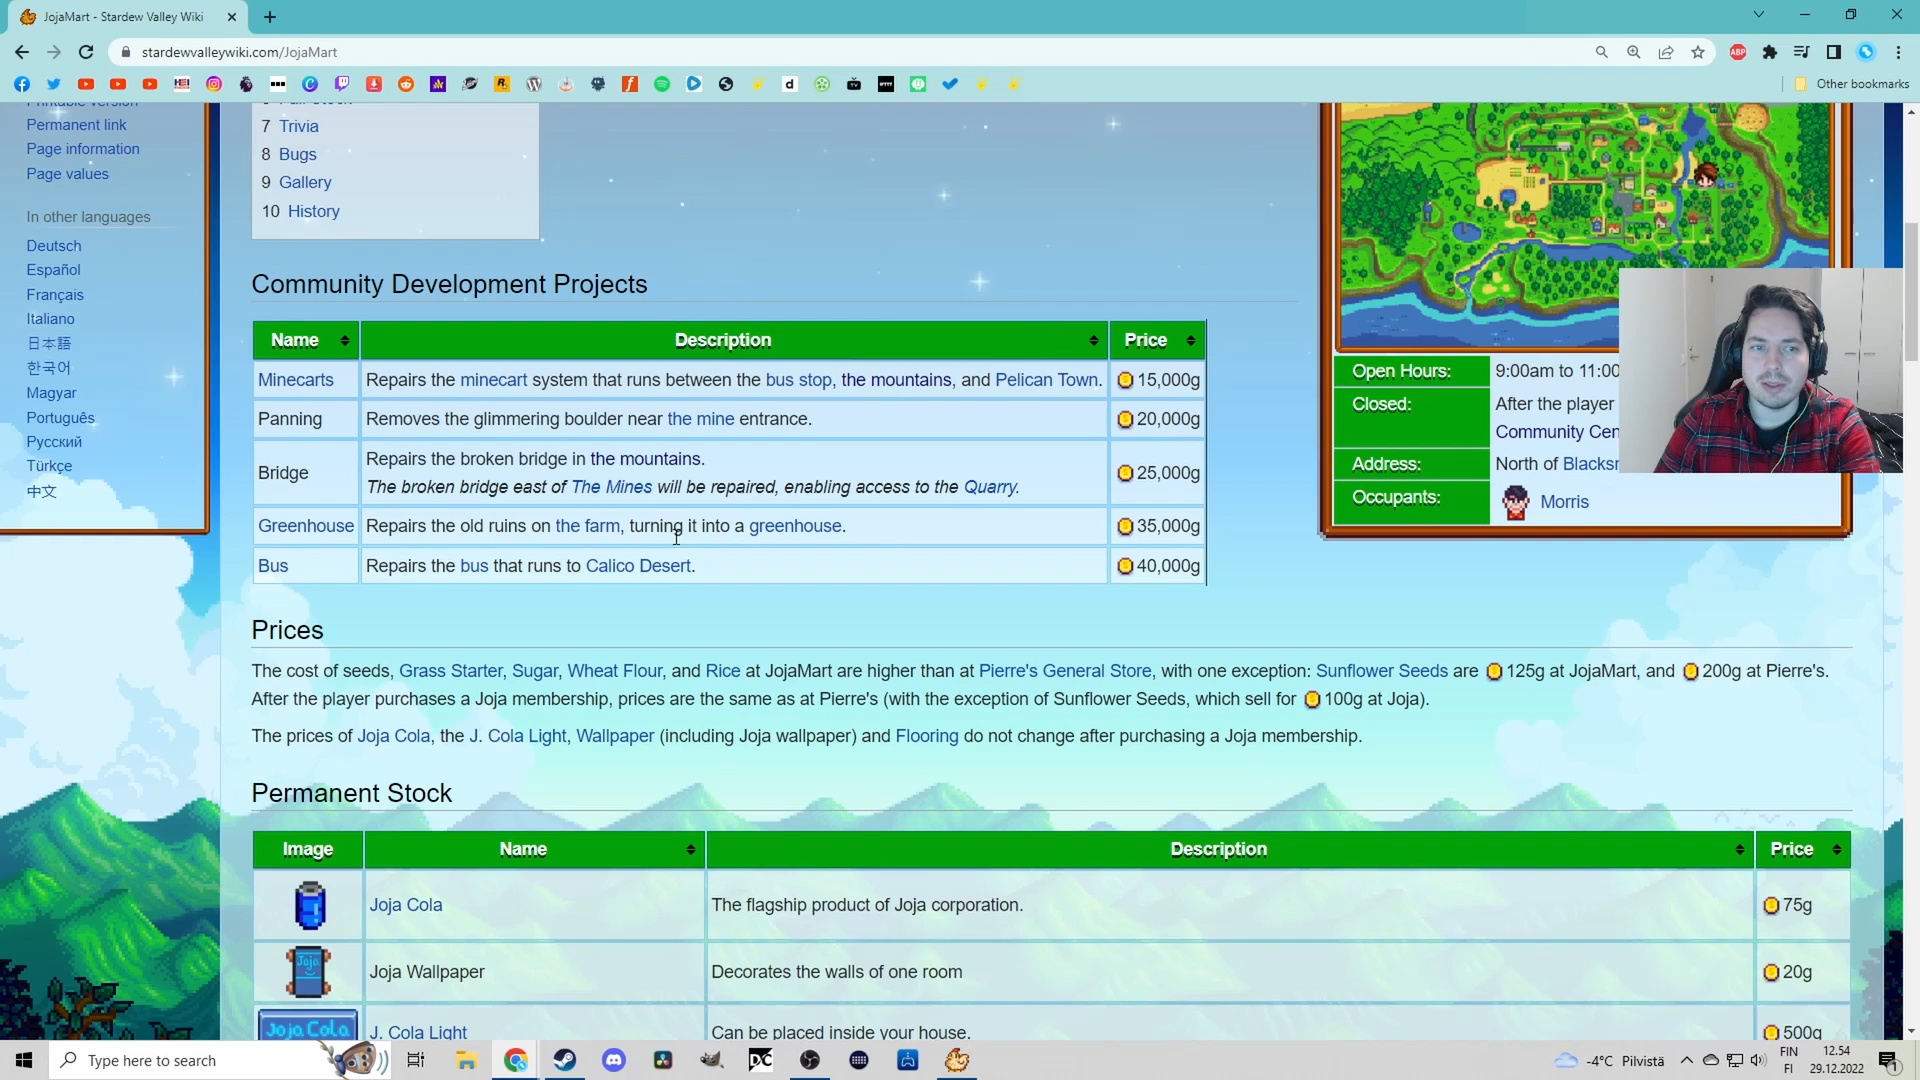 JojaMart - Stardew Valley Wiki
stardewvalleywiki.com/JojaMart
Other bookmarks
Printable version
Permanent link
Page information
Page values
In other languages
Deutsch
Español
Français
Italiano
日本語
한국어
Magyar
Português
Русский
Türkçe
中文
7 Trivia
8 Bugs
9 Gallery
10 History
Community Development Projects
Name Description Price
Minecarts Repairs the minecart system that runs between the bus stop, the mountains, and Pelican Town. 15,000g
Panning Removes the glimmering boulder near the mine entrance. 20,000g
Bridge Repairs the broken bridge in the mountains. 25,000g
The broken bridge east of The Mines will be repaired, enabling access to the Quarry.
Greenhouse Repairs the old ruins on the farm, turning it into a greenhouse. 35,000g
Bus Repairs the bus that runs to Calico Desert. 40,000g
Open Hours: 9:00am to 11:00
Closed: After the player
Community Cen
Address: North of Blacksr
Occupants: Morris
Prices
The cost of seeds, Grass Starter, Sugar, Wheat Flour, and Rice at JojaMart are higher than at Pierre's General Store, with one exception: Sunflower Seeds are 125g at JojaMart, and 200g at Pierre's.
After the player purchases a Joja membership, prices are the same as at Pierre's (with the exception of Sunflower Seeds, which sell for 100g at Joja).
The prices of Joja Cola, the J. Cola Light, Wallpaper (including Joja wallpaper) and Flooring do not change after purchasing a Joja membership.
Permanent Stock
Image Name Description Price
Joja Cola The flagship product of Joja corporation. 75g
Joja Wallpaper Decorates the walls of one room 20g
Joja Cola J. Cola Light Can be placed inside your house. 500g
Type here to search
-4°C Pilvistä
FIN
FI
12.54
29.12.2022